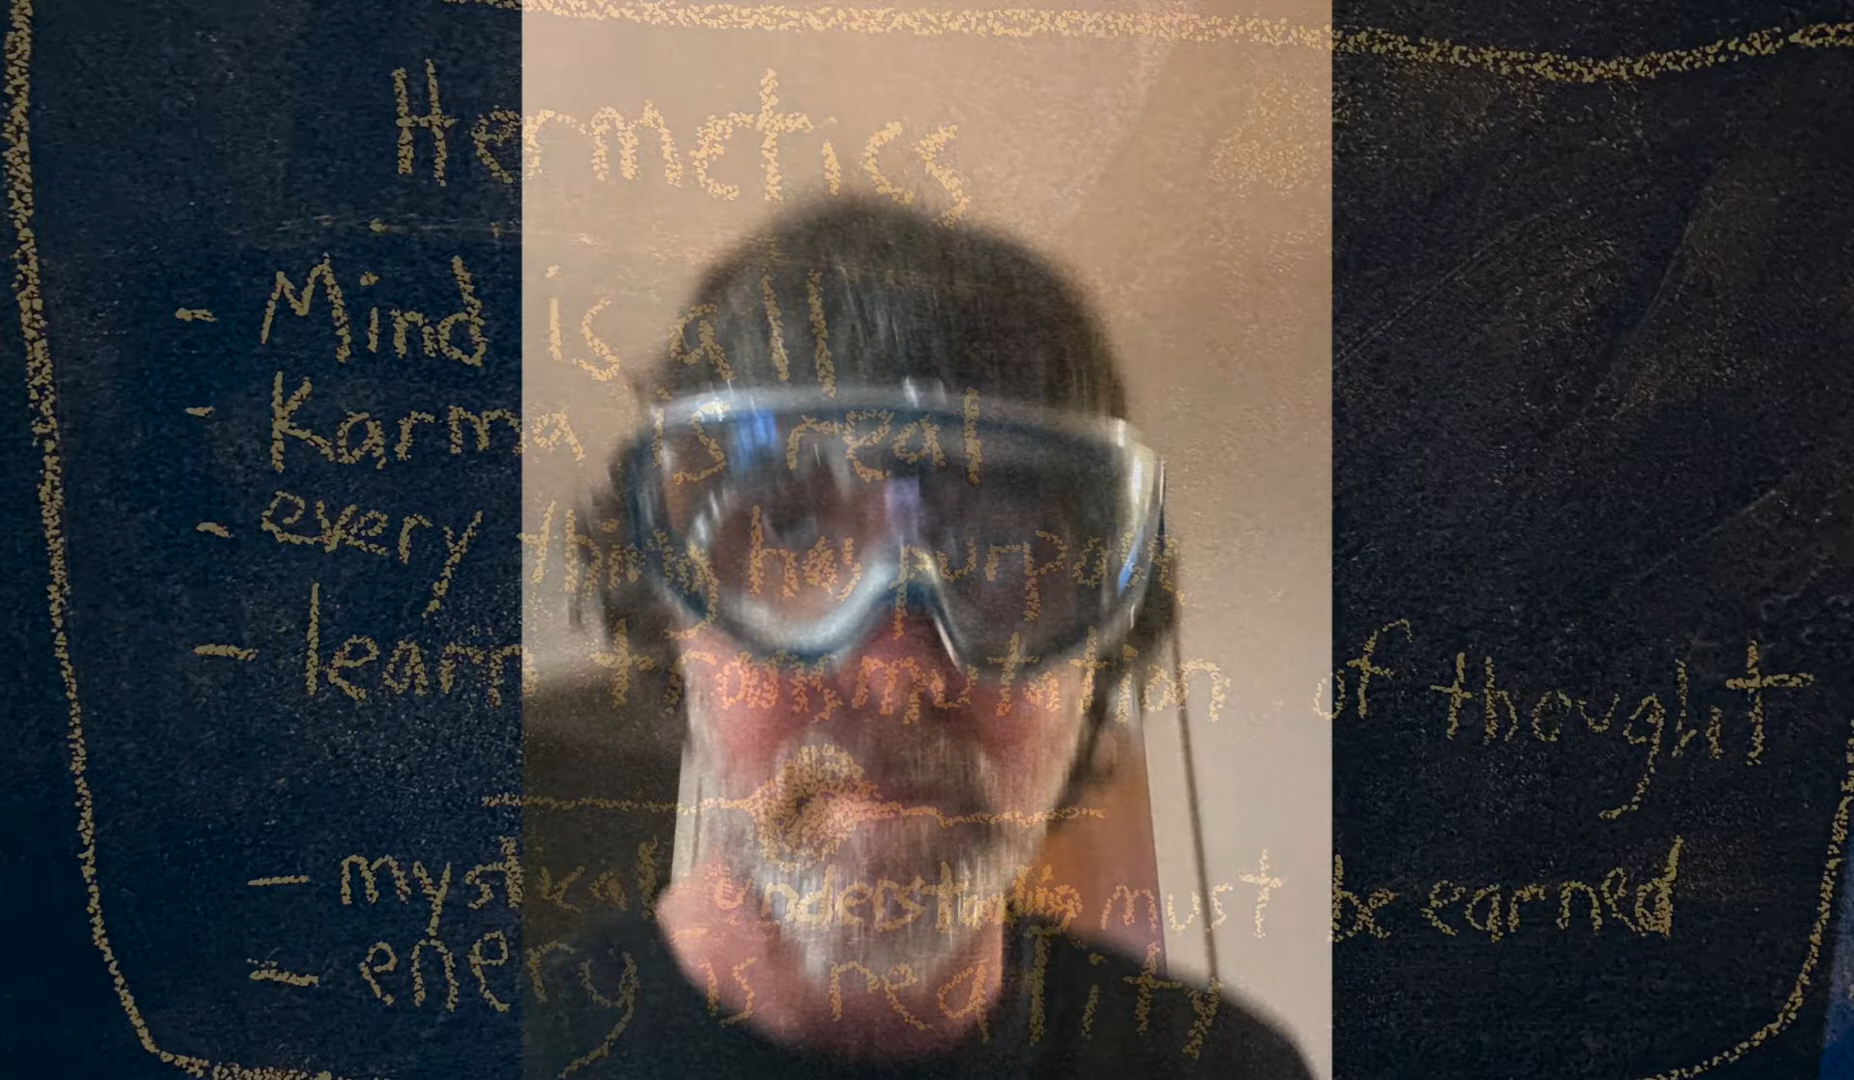 Hermetics
- Mind is all
- Karma is real
- every thing has purpose
- learn transmutation of thought
- mystical understanding must be earned
- energy is reality